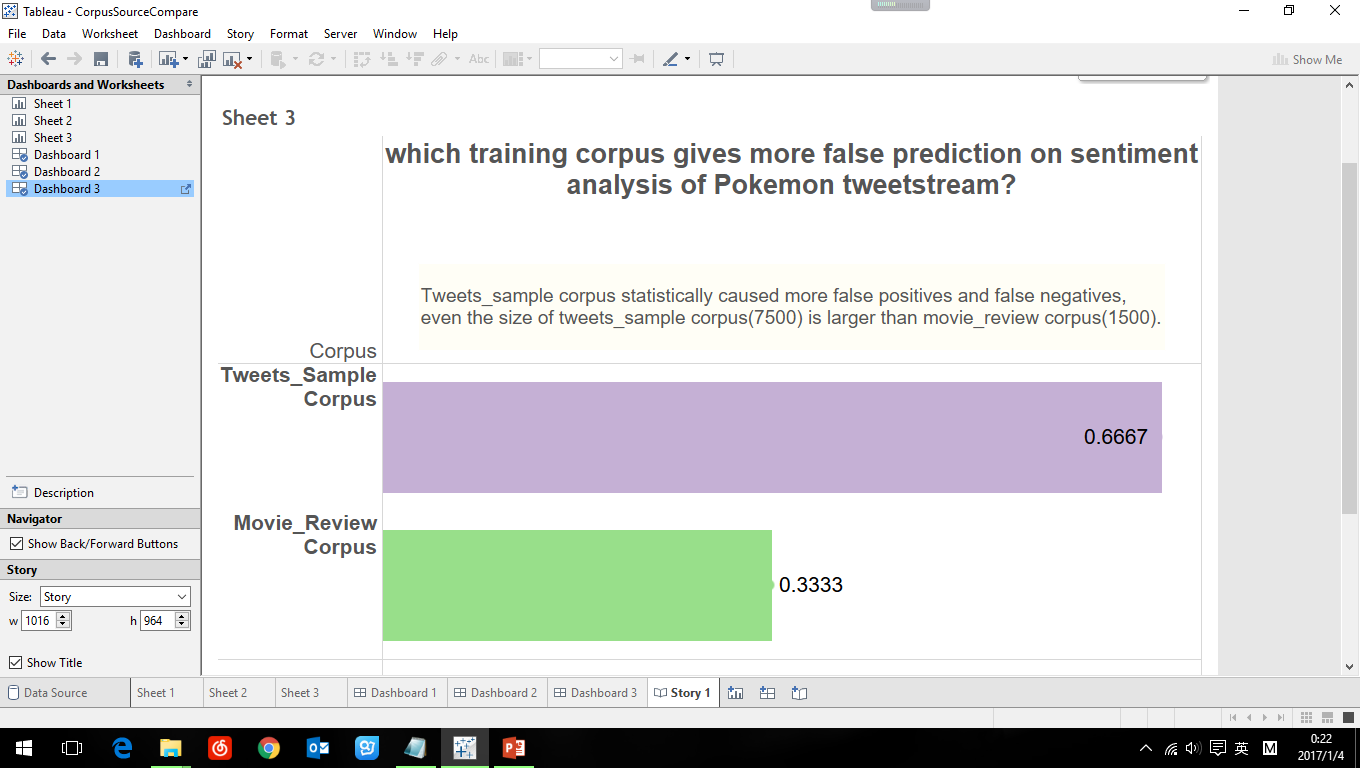 Tableau - CorpusSourceCompare
File Data Worksheet Dashboard Story Format Server Window Help
Abc
Show Me
Dashboards and Worksheets
Sheet 1
Sheet 2
Sheet 3
Dashboard 1
Dashboard 2
Dashboard 3
Description
Navigator
Show Back/Forward Buttons
Story
Size: Story
w 1016 h 964
Show Title
Sheet 3
which training corpus gives more false prediction on sentiment
analysis of Pokemon tweetstream?
Tweets_sample corpus statistically caused more false positives and false negatives,
even the size of tweets_sample corpus(7500) is larger than movie_review corpus(1500).
Corpus
Tweets_Sample
Corpus
0.6667
Movie_Review
Corpus
0.3333
Data Source Sheet 1 Sheet 2 Sheet 3 Dashboard 1 Dashboard 2 Dashboard 3 Story 1
英 M
0:22
2017/1/4